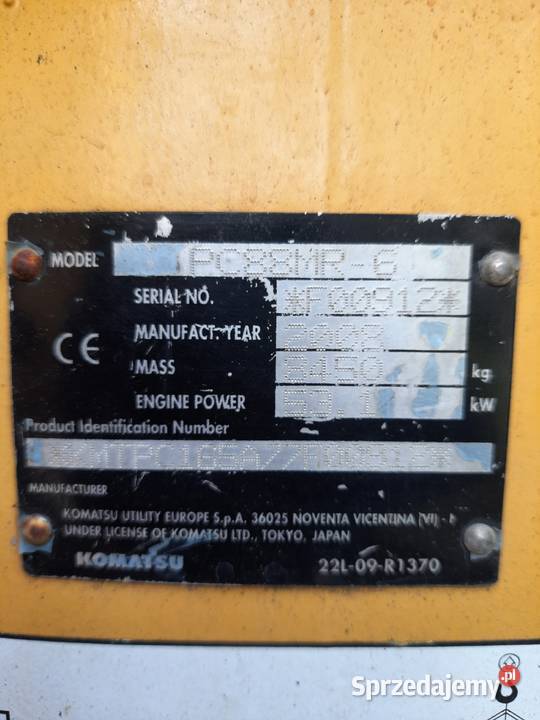 MODEL PC88MR-6
SERIAL NO. *F00912*
MANUFACT. YEAR 2008
MASS 8450 kg
CE
ENGINE POWER 53.1 kW
Product Identification Number
MANUFACTURER
KOMATSU UTILITY EUROPE S.p.A. 36025 NOVENTA VICENTINA (VI) -
UNDER LICENSE OF KOMATSU LTD., TOKYO, JAPAN
KOMATSU 22L-09-R1370
Sprzedajemy.pl